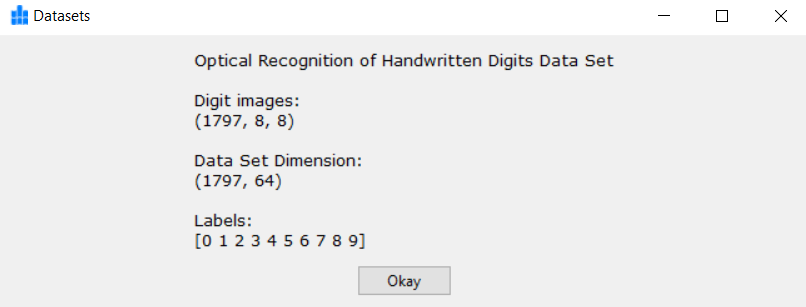 Datasets
Optical Recognition of Handwritten Digits Data Set
Digit images:
(1797, 8, 8)
Data Set Dimension:
(1797, 64)
Labels:
[0 1 2 3 4 5 6 7 8 9]
Okay